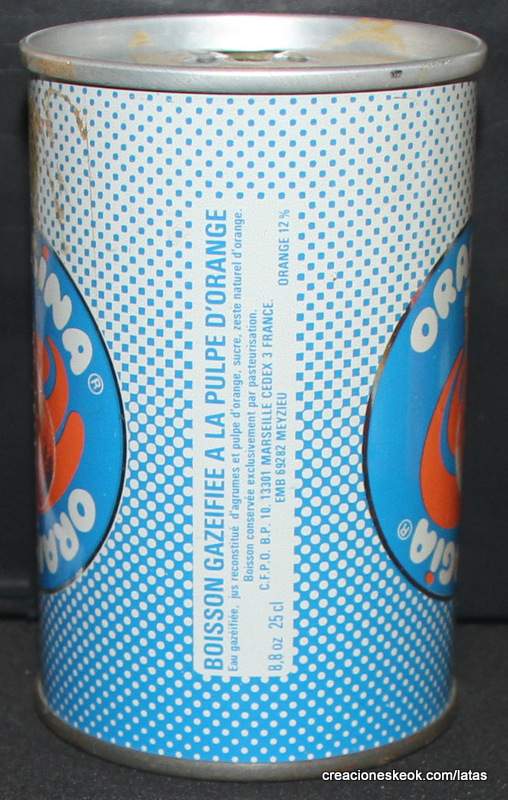 BOISSON GAZEIFIEE A LA PULPE D'ORANGE
Eau gazéifiée, jus reconstitué d'agrumes et pulpe d'orange, sucre, zeste naturel d'orange.
Boisson conservée exclusivement par pasteurisation.
C.F.P.O. B.P. 10. 13301 MARSEILLE CEDEX 3 FRANCE.
EMB 69282 MEYZIEU
8,8 oz 25 cl
ORANGE 12 %
INA®
ORA
ORA
GIA
®
creacioneskeok.com/latas